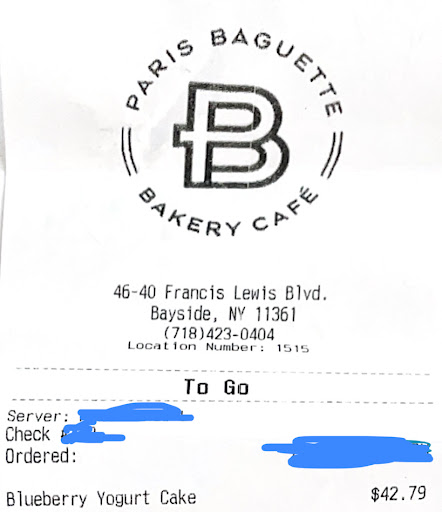 PARIS BAGUETTE
B
BAKERY CAFÉ
46-40 Francis Lewis Blvd.
Bayside, NY 11361
(718)423-0404
Location Number: 1515
To Go
Server:
Check
Ordered:
Blueberry Yogurt Cake $42.79